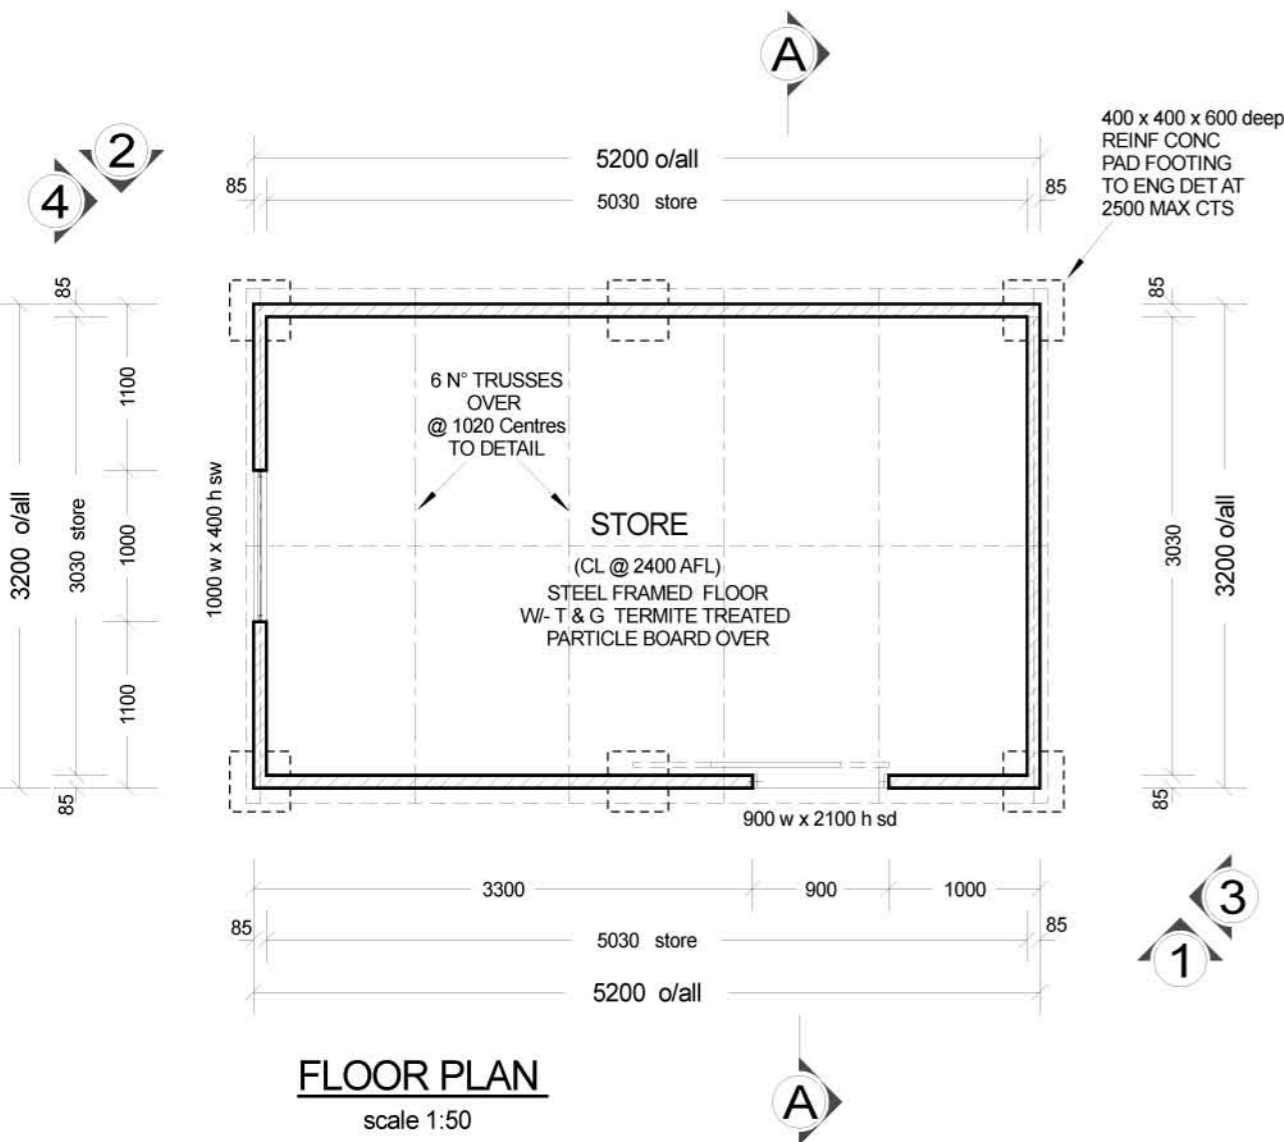 A
400 x 400 x 600 deep
REINF CONC
PAD FOOTING
TO ENG DET AT
2500 MAX CTS
2
4
5200 o/all
85
5030 store
85
85
85
1100
1000
1100
3200 o/all
3030 store
1000 w x 400 h sw
85
6 N° TRUSSES
OVER
@ 1020 Centres
TO DETAIL
STORE
(CL @ 2400 AFL)
STEEL FRAMED FLOOR
W/- T & G TERMITE TREATED
PARTICLE BOARD OVER
3030
3200 o/all
85
900 w x 2100 h sd
3300
900
1000
85
5030 store
85
5200 o/all
3
1
FLOOR PLAN
scale 1:50
A